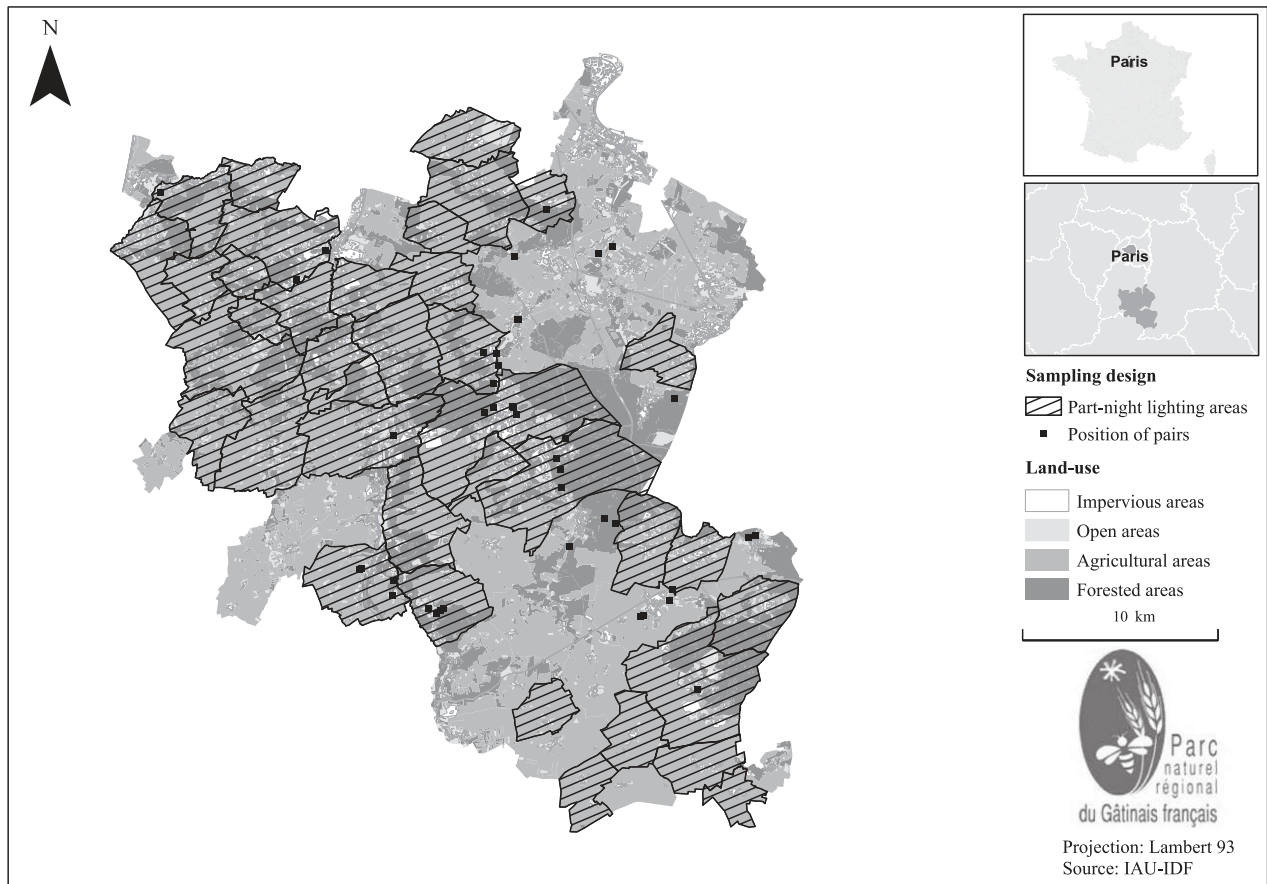 N
Paris
Paris
Sampling design
Part-night lighting areas
Position of pairs
Land-use
Impervious areas
Open areas
Agricultural areas
Forested areas
10 km
Parc
naturel
régional
du Gâtinais français
Projection: Lambert 93
Source: IAU-IDF